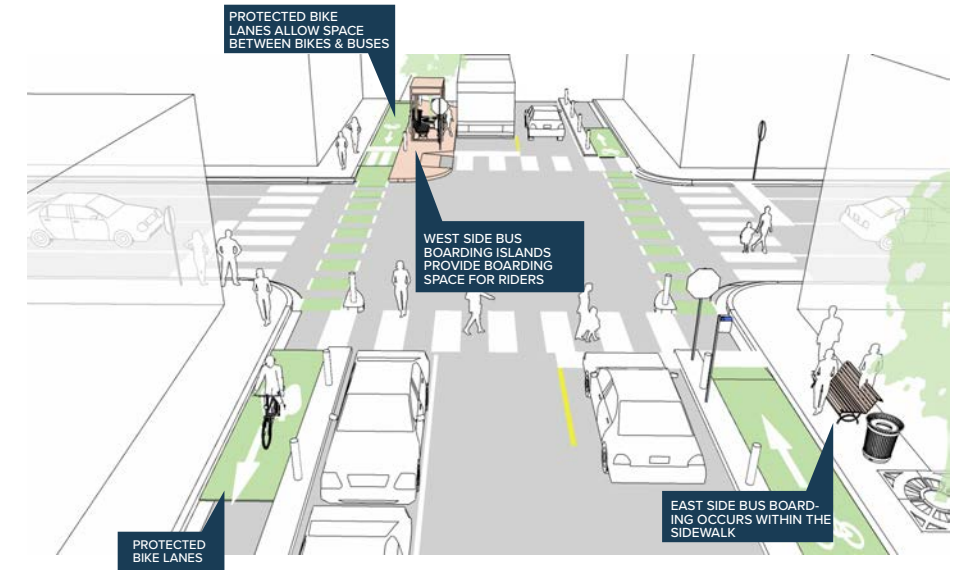 PROTECTED BIKE
LANES ALLOW SPACE
BETWEEN BIKES & BUSES
WEST SIDE BUS
BOARDING ISLANDS
PROVIDE BOARDING
SPACE FOR RIDERS
EAST SIDE BUS BOARD-
ING OCCURS WITHIN THE
SIDEWALK
PROTECTED
BIKE LANES